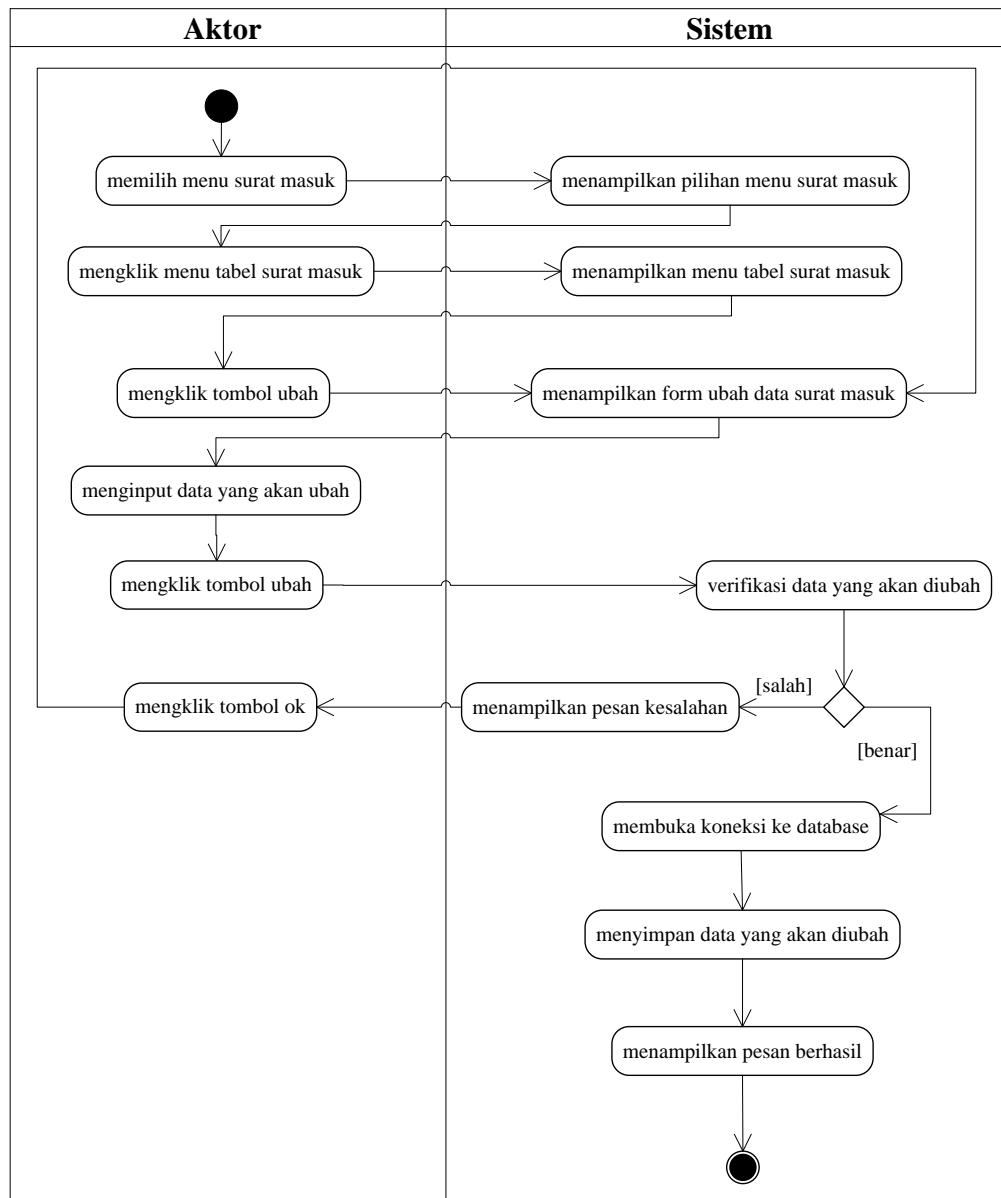 Aktor
Sistem
memilih menu surat masuk
menampilkan pilihan menu surat masuk
mengklik menu tabel surat masuk
menampilkan menu tabel surat masuk
mengklik tombol ubah
menampilkan form ubah data surat masuk
menginput data yang akan ubah
mengklik tombol ubah
verifikasi data yang akan diubah
[salah]
mengklik tombol ok
menampilkan pesan kesalahan
[benar]
membuka koneksi ke database
menyimpan data yang akan diubah
menampilkan pesan berhasil